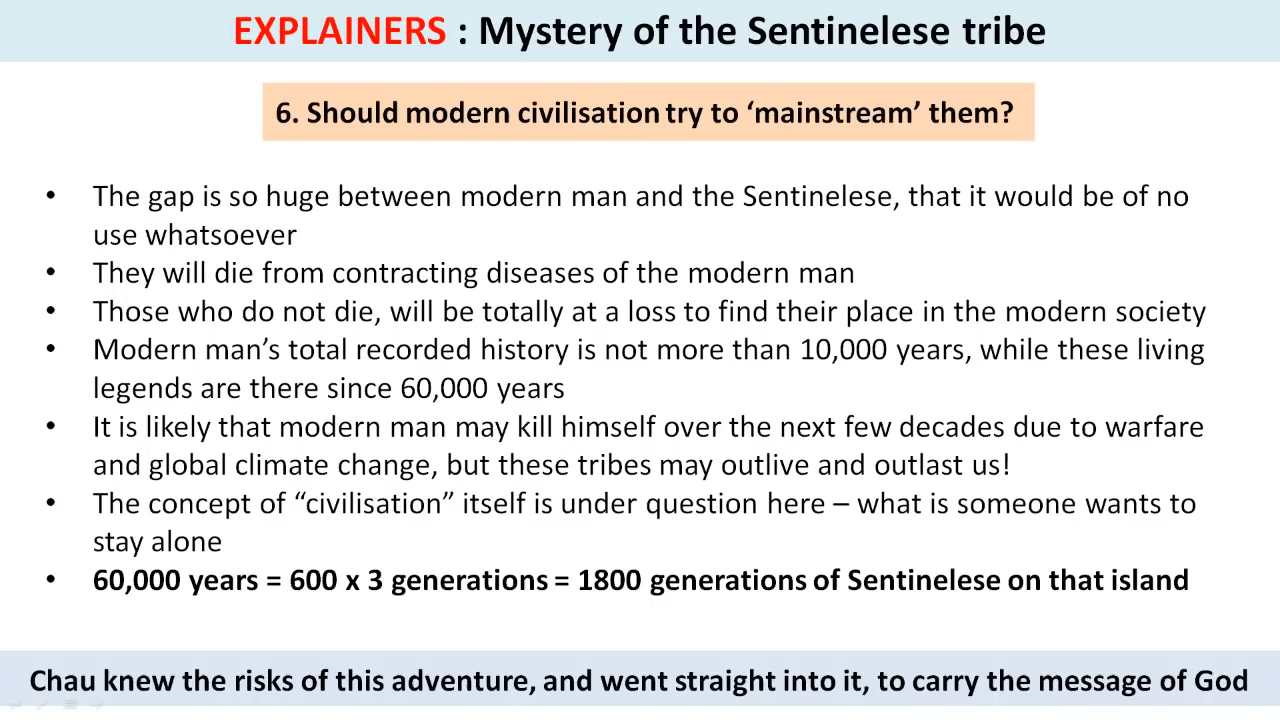 EXPLAINERS : Mystery of the Sentinelese tribe
6. Should modern civilisation try to ‘mainstream’ them?
• The gap is so huge between modern man and the Sentinelese, that it would be of no
use whatsoever
• They will die from contracting diseases of the modern man
• Those who do not die, will be totally at a loss to find their place in the modern society
• Modern man’s total recorded history is not more than 10,000 years, while these living
legends are there since 60,000 years
• It is likely that modern man may kill himself over the next few decades due to warfare
and global climate change, but these tribes may outlive and outlast us!
• The concept of “civilisation” itself is under question here – what is someone wants to
stay alone
• 60,000 years = 600 x 3 generations = 1800 generations of Sentinelese on that island
Chau knew the risks of this adventure, and went straight into it, to carry the message of God